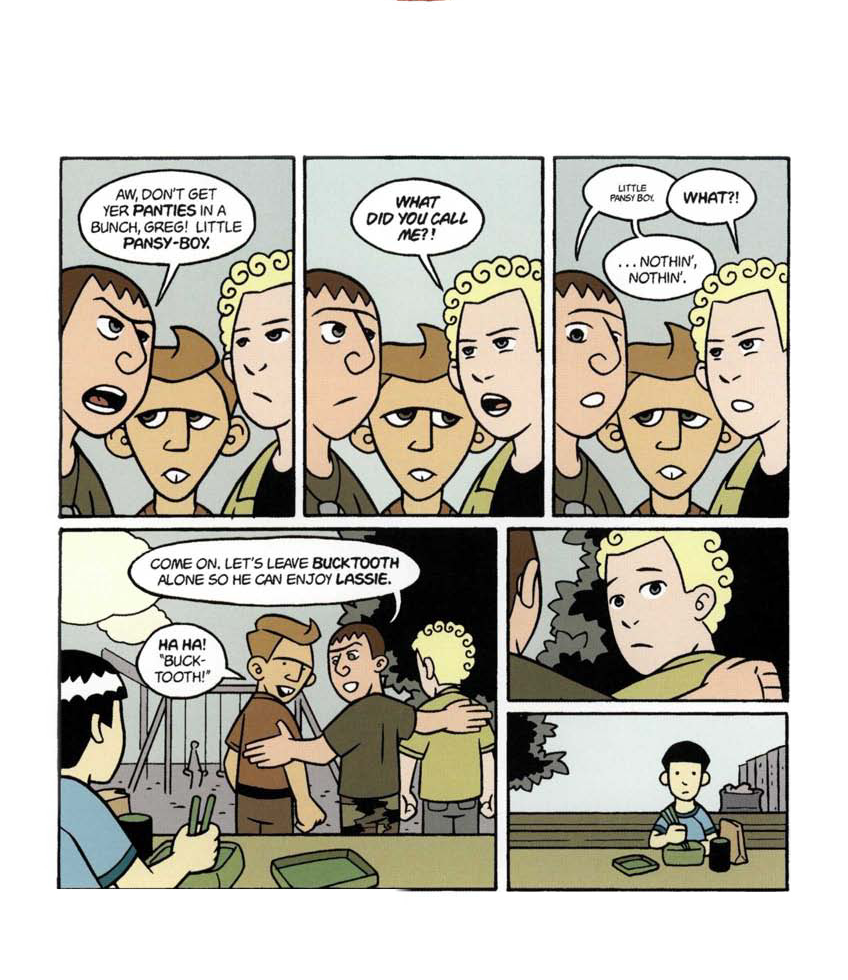 AW, DON'T GET
YER PANTIES IN A
BUNCH, GREG! LITTLE
PANSY-BOY.
WHAT
DID YOU CALL
ME?!
LITTLE
PANSY BOY.
WHAT?!
...NOTHIN',
NOTHIN'.
COME ON. LET'S LEAVE BUCKTOOTH
ALONE SO HE CAN ENJOY LASSIE.
HA HA!
"BUCK-
TOOTH!"